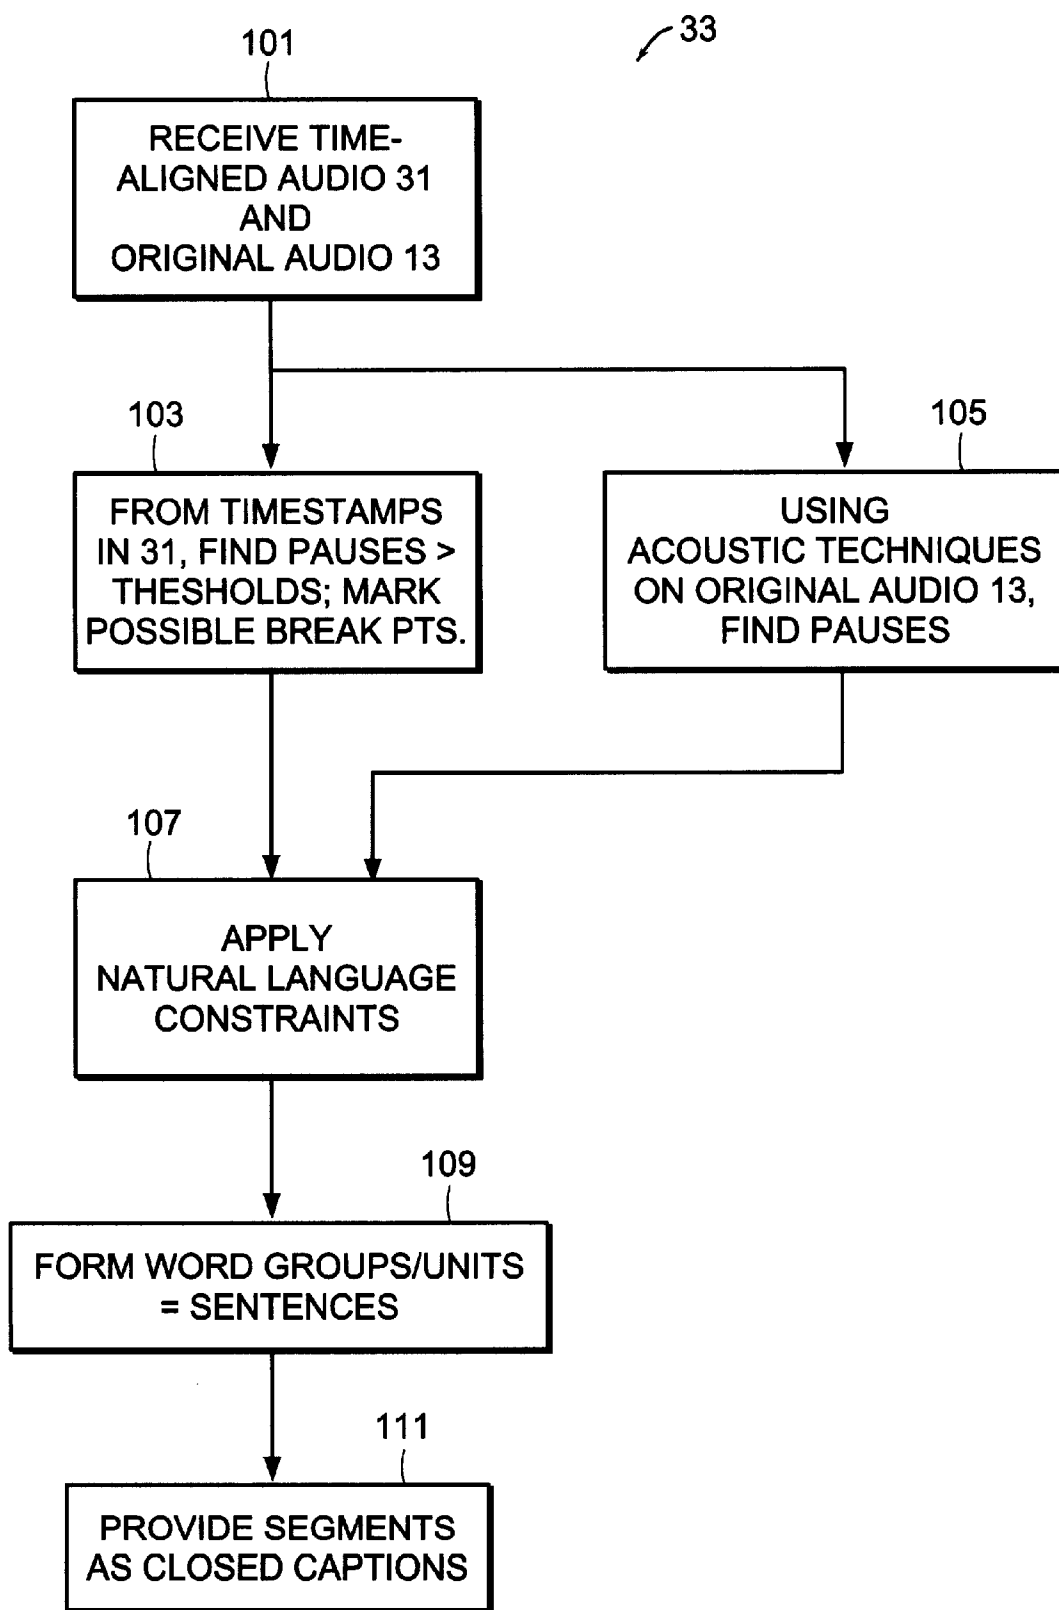 33
101
RECEIVE TIME-
ALIGNED AUDIO 31
AND
ORIGINAL AUDIO 13
103
FROM TIMESTAMPS
IN 31, FIND PAUSES >
THESHOLDS; MARK
POSSIBLE BREAK PTS.
105
USING
ACOUSTIC TECHNIQUES
ON ORIGINAL AUDIO 13,
FIND PAUSES
107
APPLY
NATURAL LANGUAGE
CONSTRAINTS
109
FORM WORD GROUPS/UNITS
= SENTENCES
111
PROVIDE SEGMENTS
AS CLOSED CAPTIONS